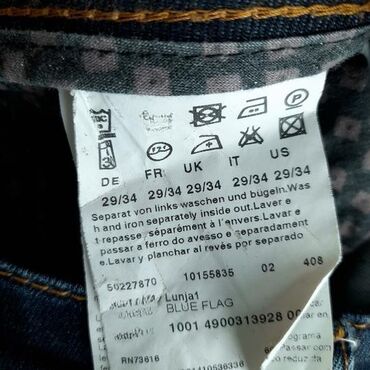 P
DE FR UK IT US
29/34 29/34 29/34 29/34 29/34
Separat von links waschen und bügeln.Was
h and iron separately inside out.Laver e
t repasse séparément à l'envers.Lavar e
passar a ferro do avesso e separadament
e.Lavar y planchar al revés por separado
50227870 10155835 02 408
Lunja1
BLUE FLAG
1001 4900313928 00
RN73616